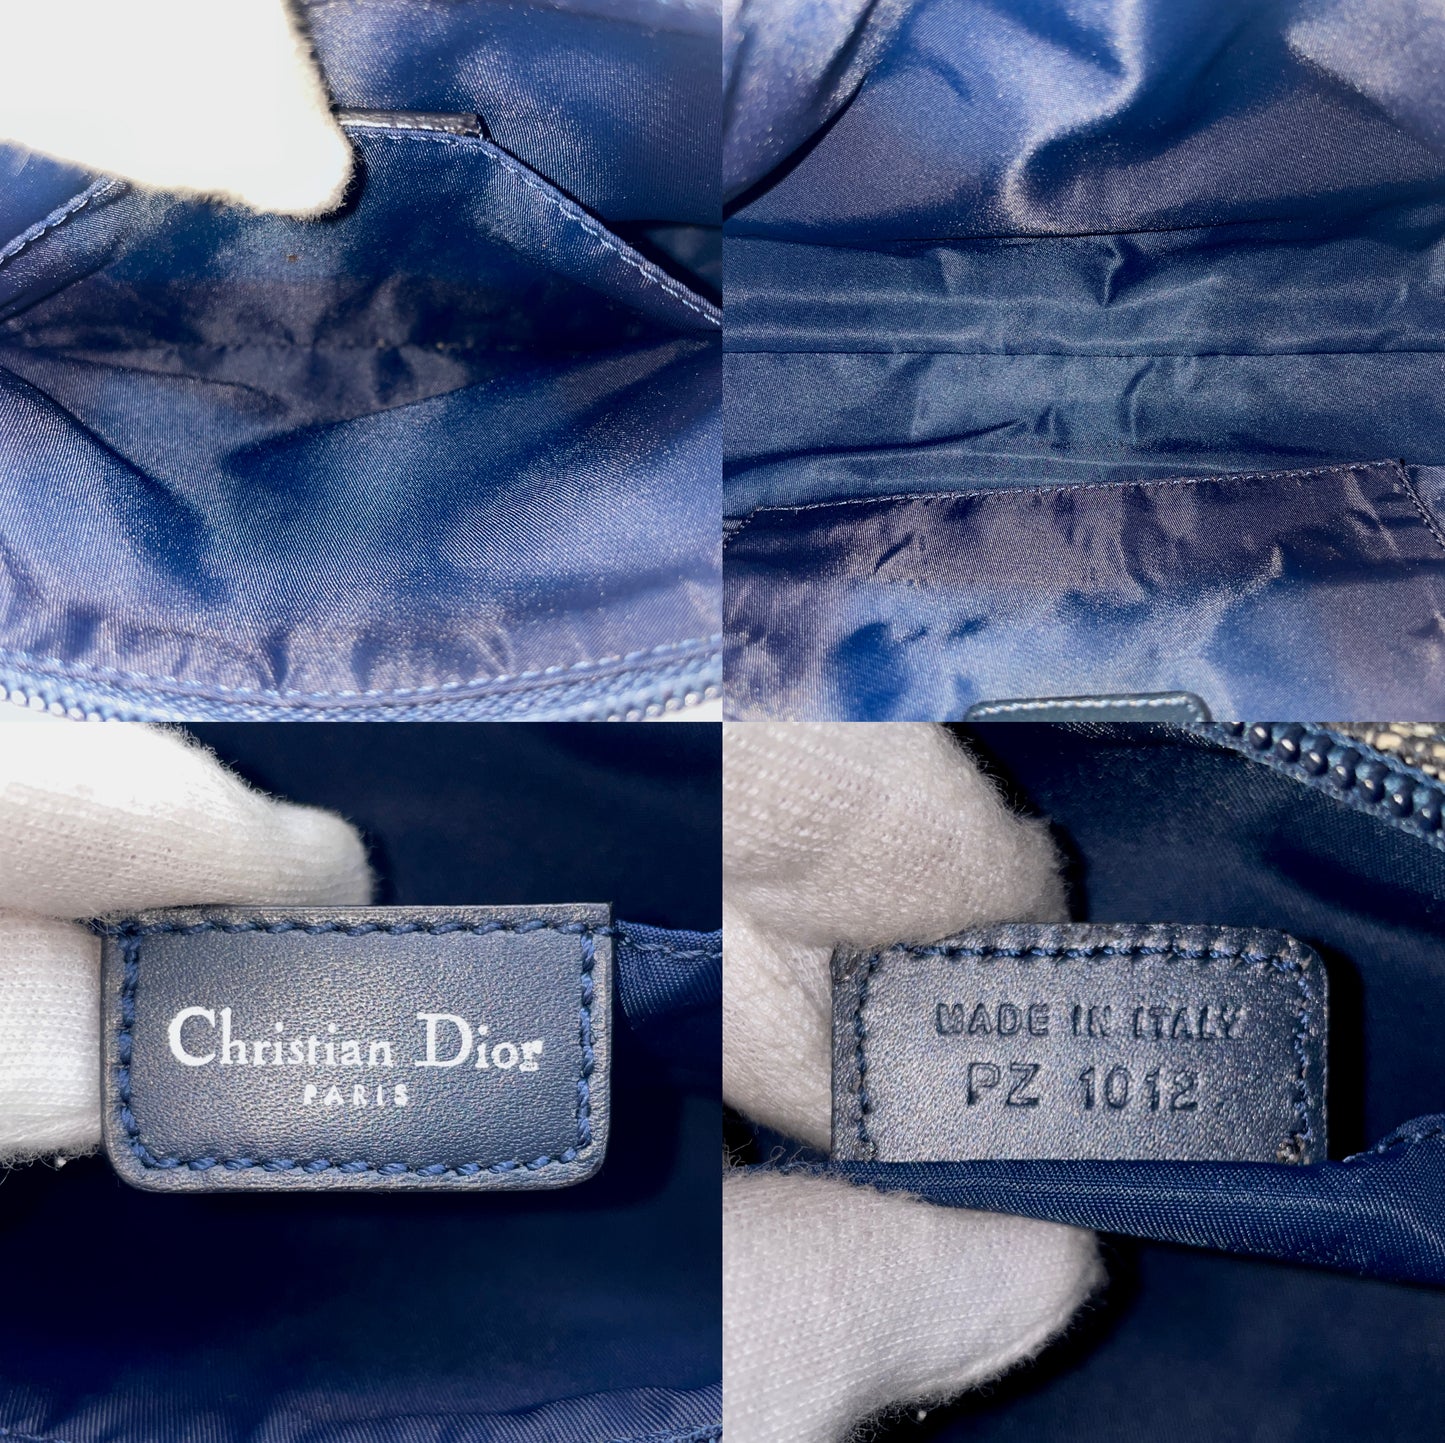 Christian Dior
PARIS
MADE IN ITALY
PZ 1012